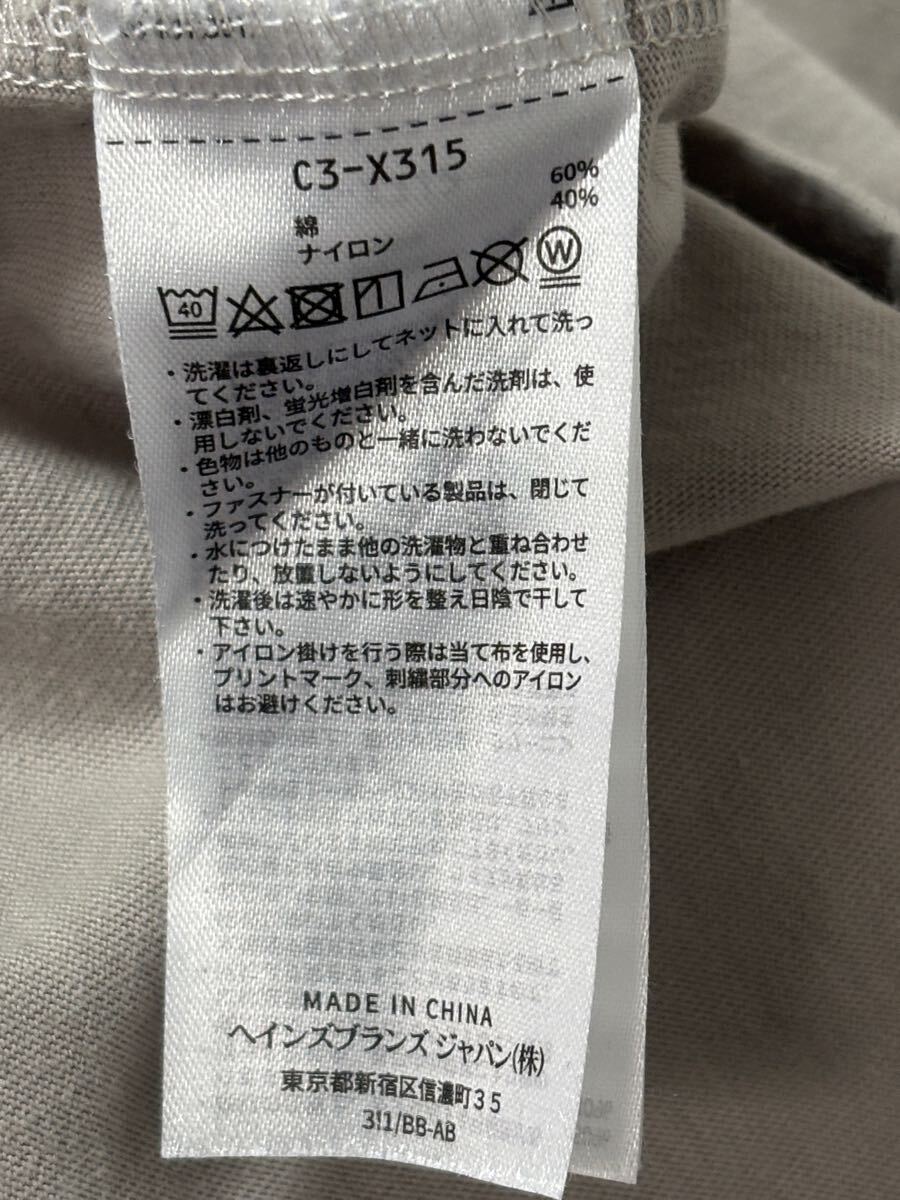 C3-X315
綿 60%
ナイロン 40%
40 W
・洗濯は裏返しにしてネットに入れて洗っ
てください。
・漂白剤、蛍光増白剤を含んだ洗剤は、使
用しないでください。
・色物は他のものと一緒に洗わないでくだ
さい。
・ファスナーが付いている製品は、閉じて
洗ってください。
・水につけたまま他の洗濯物と重ね合わせ
たり、放置しないようにしてください。
・洗濯後は速やかに形を整え日陰で干して
下さい。
・アイロン掛けを行う際は当て布を使用し、
プリントマーク、刺繍部分へのアイロン
はお避けください。
MADE IN CHINA
ヘインズブランズ ジャパン(株)
東京都新宿区信濃町35
311/BB-AB